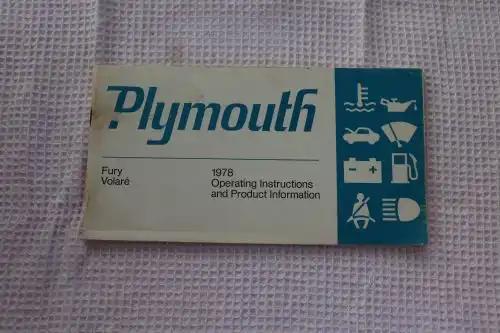 Plymouth
Fury
Volaré
1978
Operating Instructions
and Product Information